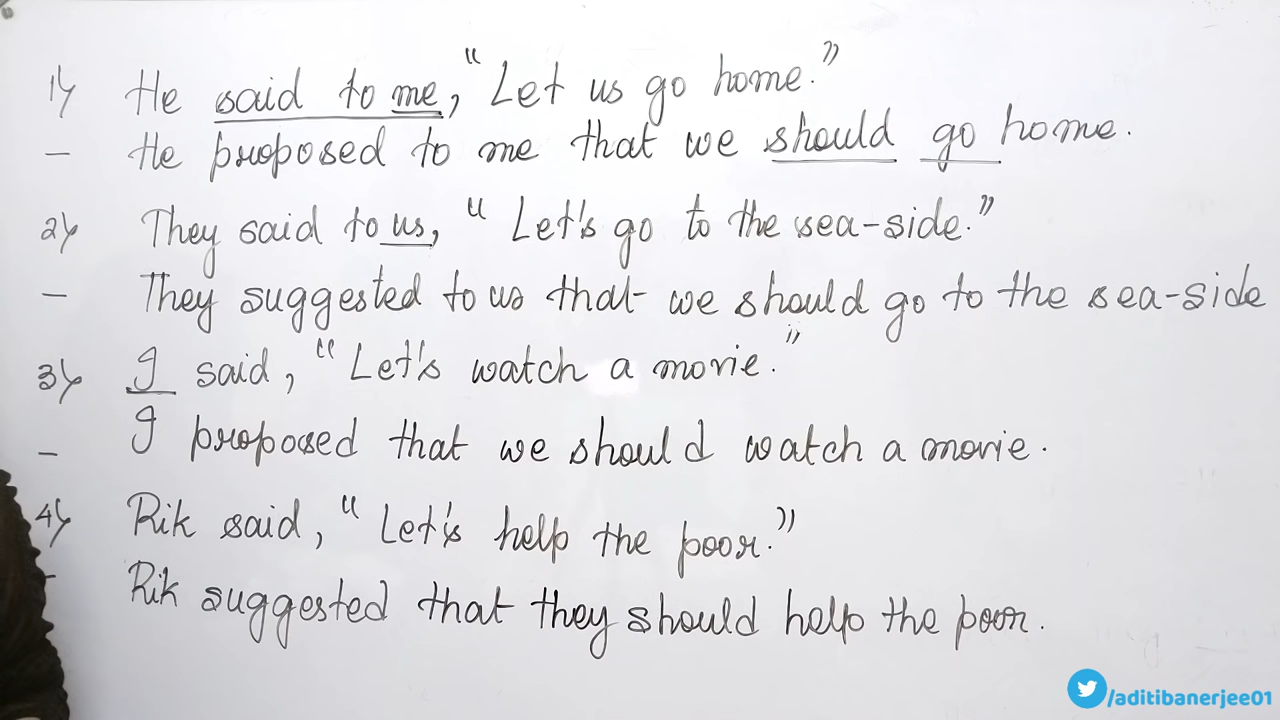 1) He said to me, "Let us go home."
— He proposed to me that we should go home.
2) They said to us, "Let's go to the sea-side."
— They suggested to us that we should go to the sea-side
3) I said, "Let's watch a movie."
— I proposed that we should watch a movie.
4) Rik said, "Let's help the poor."
- Rik suggested that they should help the poor.
/aditibanerjee01